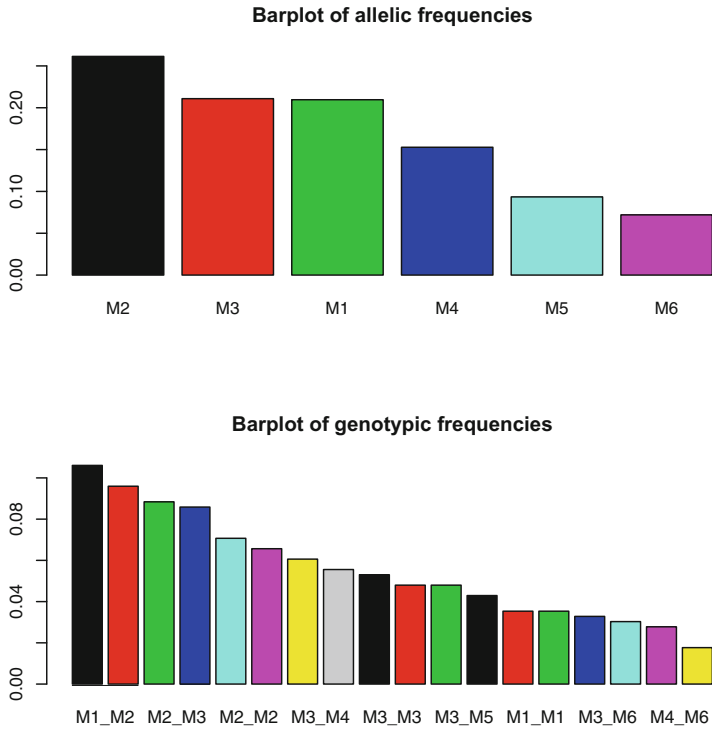 Barplot of allelic frequencies
0.20
0.10
0.00
M2 M3 M1 M4 M5 M6
Barplot of genotypic frequencies
0.08
0.04
0.00
M1_M2 M2_M3 M2_M2 M3_M4 M3_M3 M3_M5 M1_M1 M3_M6 M4_M6